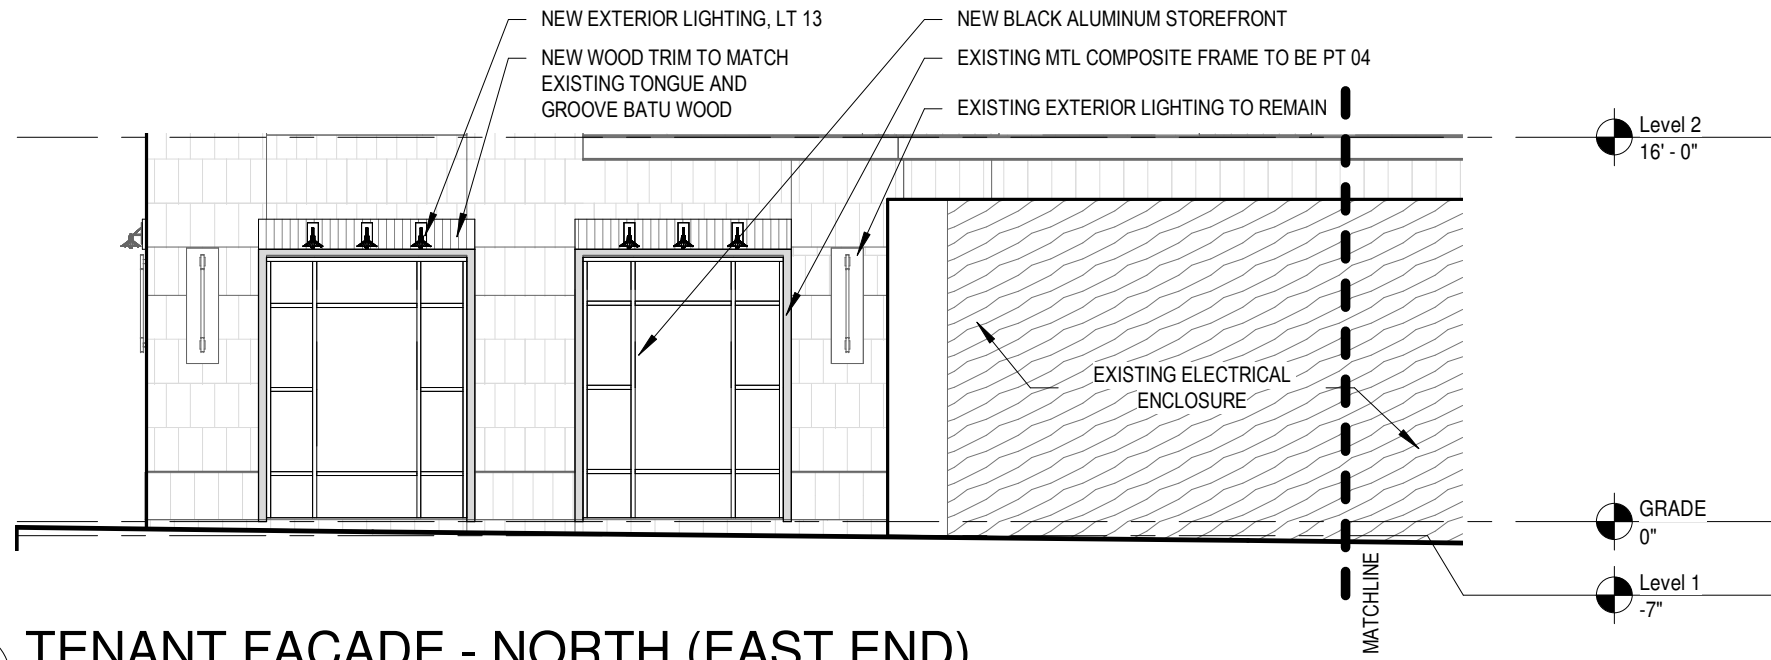 NEW EXTERIOR LIGHTING, LT 13
NEW WOOD TRIM TO MATCH
EXISTING TONGUE AND
GROOVE BATU WOOD
NEW BLACK ALUMINUM STOREFRONT
EXISTING MTL COMPOSITE FRAME TO BE PT 04
EXISTING EXTERIOR LIGHTING TO REMAIN
Level 2
16' - 0"
EXISTING ELECTRICAL
ENCLOSURE
GRADE
0"
Level 1
-7"
MATCHLINE
TENANT FACADE - NORTH (EAST END)